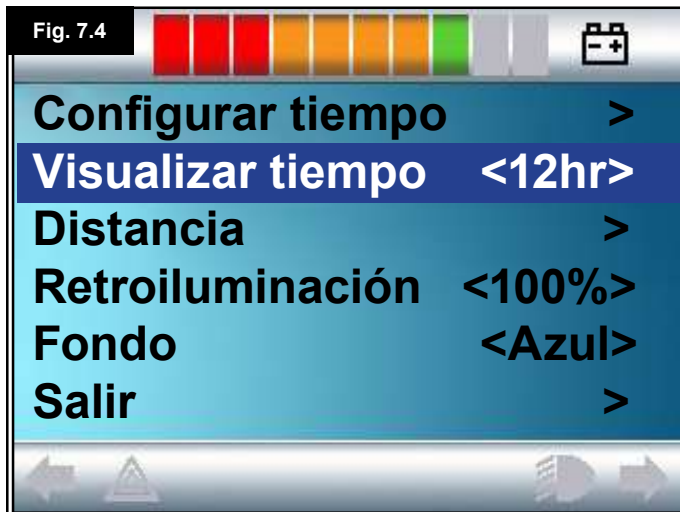 Fig. 7.4
Configurar tiempo >
Visualizar tiempo <12hr>
Distancia >
Retroiluminación <100%>
Fondo <Azul>
Salir >